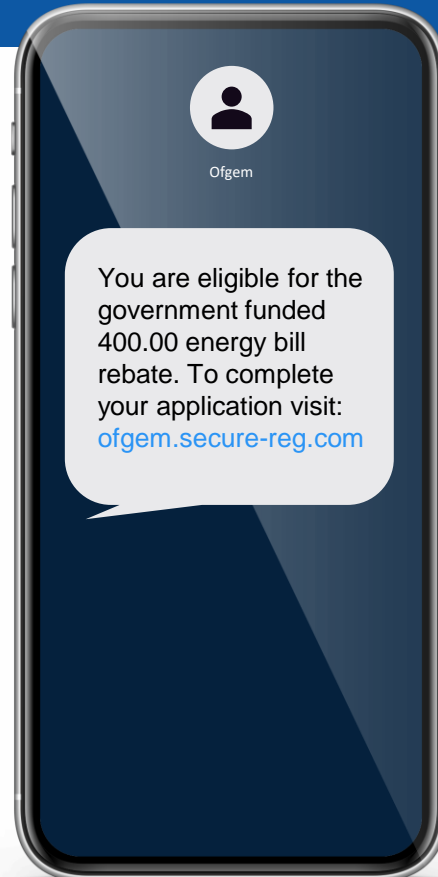 Ofgem
You are eligible for the
government funded
400.00 energy bill
rebate. To complete
your application visit:
ofgem.secure-reg.com